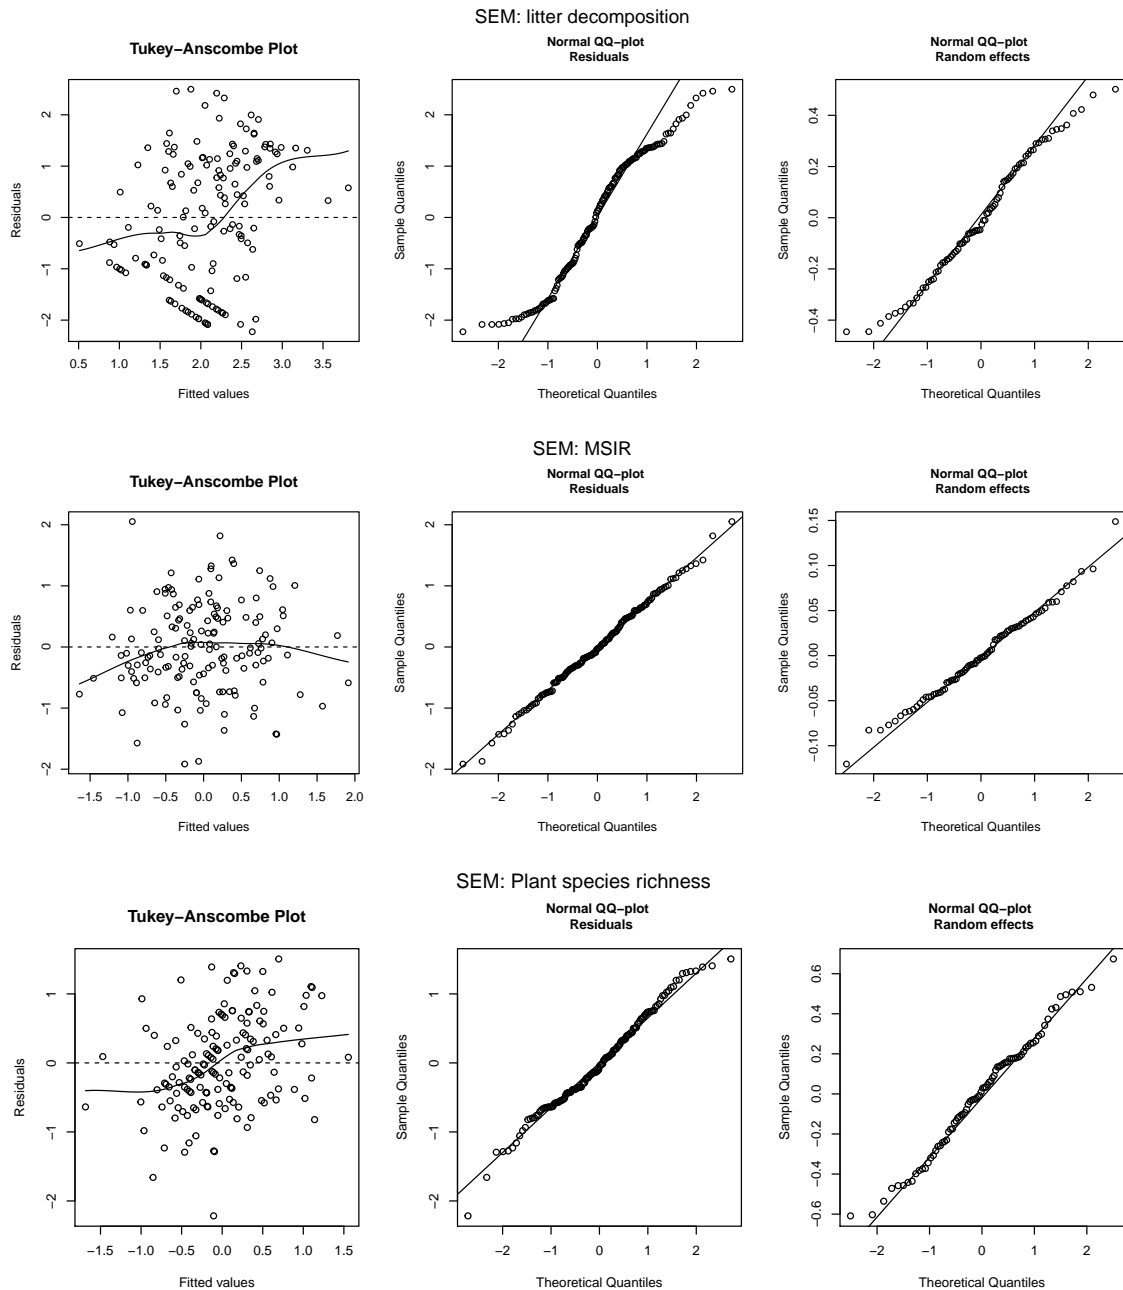 SEM: litter decomposition
Tukey−Anscombe Plot
Residuals
2
1
0
−1
−2
0.5 1.0 1.5 2.0 2.5 3.0 3.5
Fitted values
Normal QQ−plot
Residuals
Sample Quantiles
2
1
0
−1
−2
−2 −1 0 1 2
Theoretical Quantiles
Normal QQ−plot
Random effects
Sample Quantiles
0.4
0.2
0.0
−0.2
−0.4
−2 −1 0 1 2
Theoretical Quantiles
SEM: MSIR
Tukey−Anscombe Plot
Residuals
2
1
0
−1
−2
−1.5 −1.0 −0.5 0.0 0.5 1.0 1.5 2.0
Fitted values
Normal QQ−plot
Residuals
Sample Quantiles
2
1
0
−1
−2
−2 −1 0 1 2
Theoretical Quantiles
Normal QQ−plot
Random effects
Sample Quantiles
0.15
0.10
0.05
0.00
−0.05
−0.10
−2 −1 0 1 2
Theoretical Quantiles
SEM: Plant species richness
Tukey−Anscombe Plot
Residuals
1
0
−1
−2
−1.5 −1.0 −0.5 0.0 0.5 1.0 1.5
Fitted values
Normal QQ−plot
Residuals
Sample Quantiles
1
0
−1
−2
−2 −1 0 1 2
Theoretical Quantiles
Normal QQ−plot
Random effects
Sample Quantiles
0.6
0.4
0.2
0.0
−0.2
−0.4
−0.6
−2 −1 0 1 2
Theoretical Quantiles